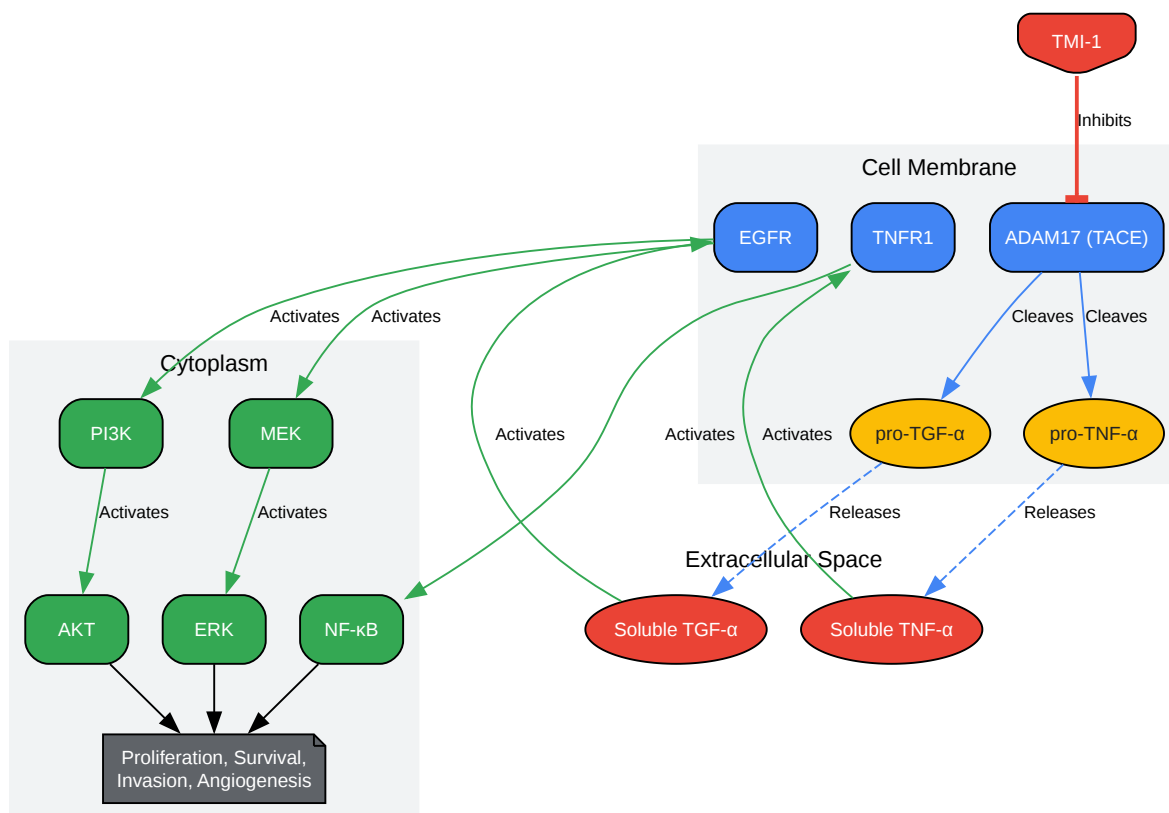 TMI-1
Inhibits
Cell Membrane
EGFR
TNFR1
ADAM17 (TACE)
Activates
Activates
Cleaves
Cleaves
Cytoplasm
PI3K
MEK
Activates
Activates
Activates
pro-TGF-α
pro-TNF-α
Activates
Activates
Releases
Releases
Extracellular Space
AKT
ERK
NF-κB
Soluble TGF-α
Soluble TNF-α
Proliferation, Survival,
Invasion, Angiogenesis